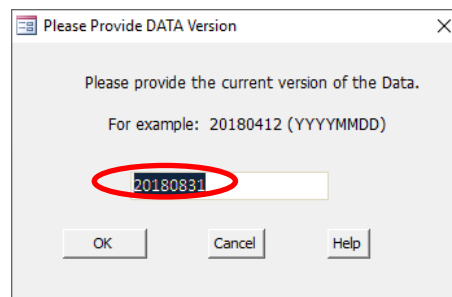 Please Provide DATA Version
Please provide the current version of the Data.
For example: 20180412 (YYYYMMDD)
20180831
OK Cancel Help